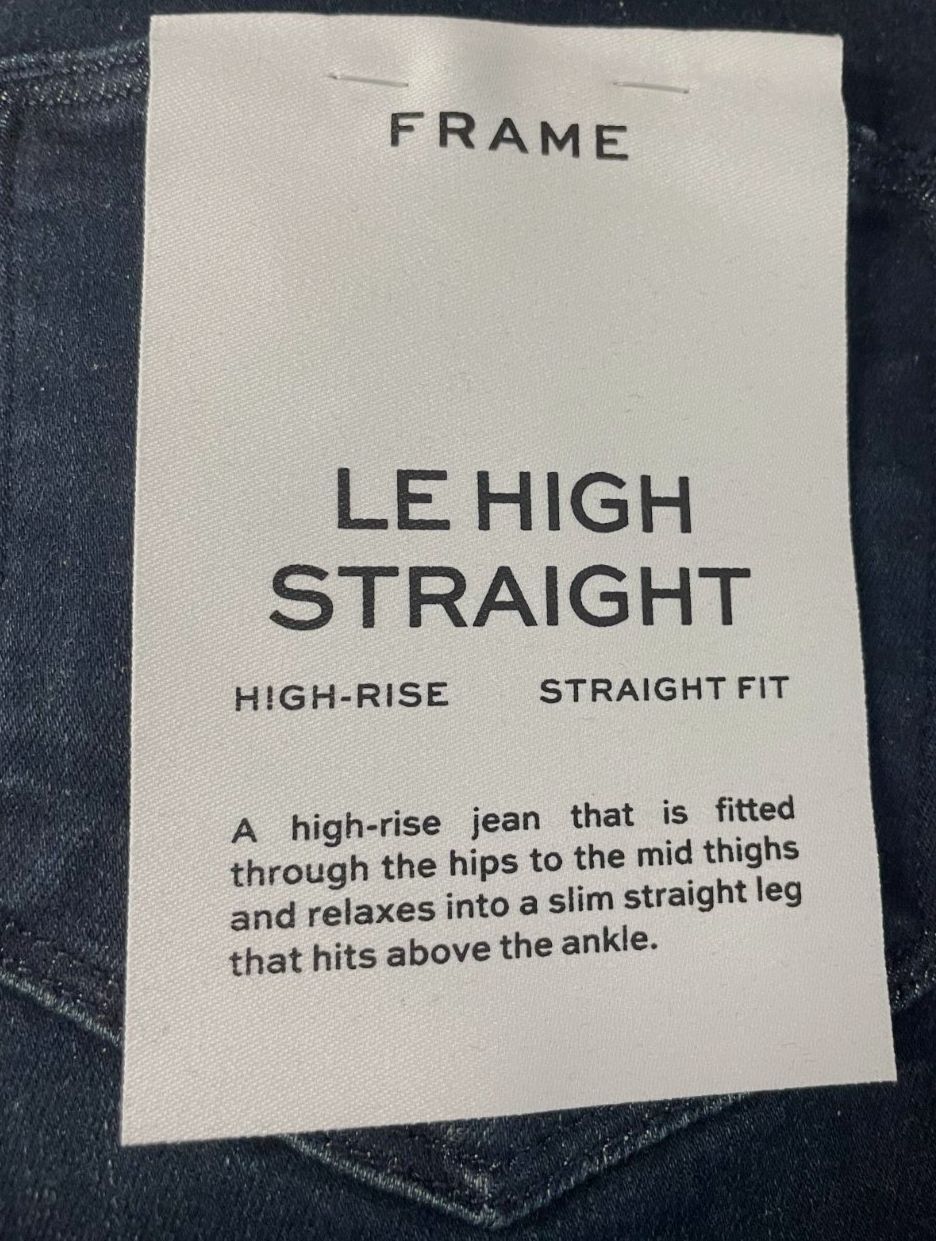 FRAME
LE HIGH
STRAIGHT
HIGH-RISE STRAIGHT FIT
A high-rise jean that is fitted
through the hips to the mid thighs
and relaxes into a slim straight leg
that hits above the ankle.